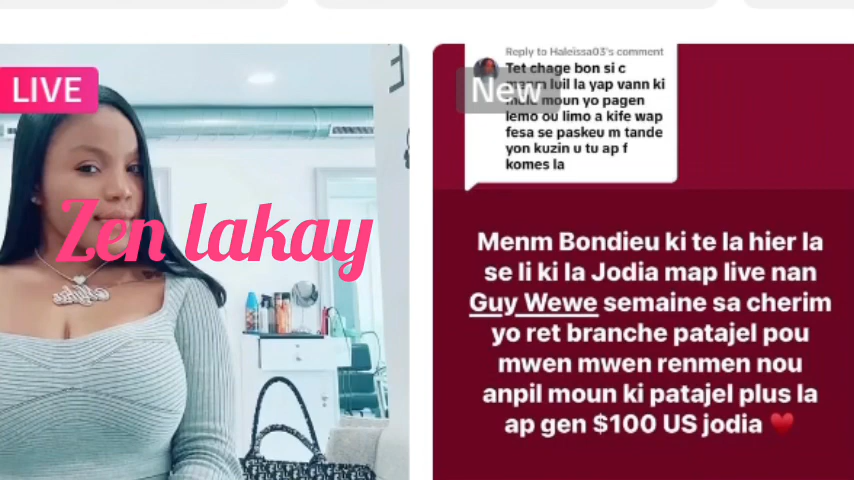 LIVE
Zen lakay
Reply to Haleissa03's comment
Tet chage bon si c
luil la yap vann ki
New
moun yo pagen
lemo ou limo a kife wap
fesa se paskeu m tande
yon kuzin u tu ap f
komes la
Menm Bondieu ki te la hier la
se li ki la Jodia map live nan
Guy Wewe semaine sa cherim
yo ret branche patajel pou
mwen mwen renmen nou
anpil moun ki patajel plus la
ap gen $100 US jodia ❤️